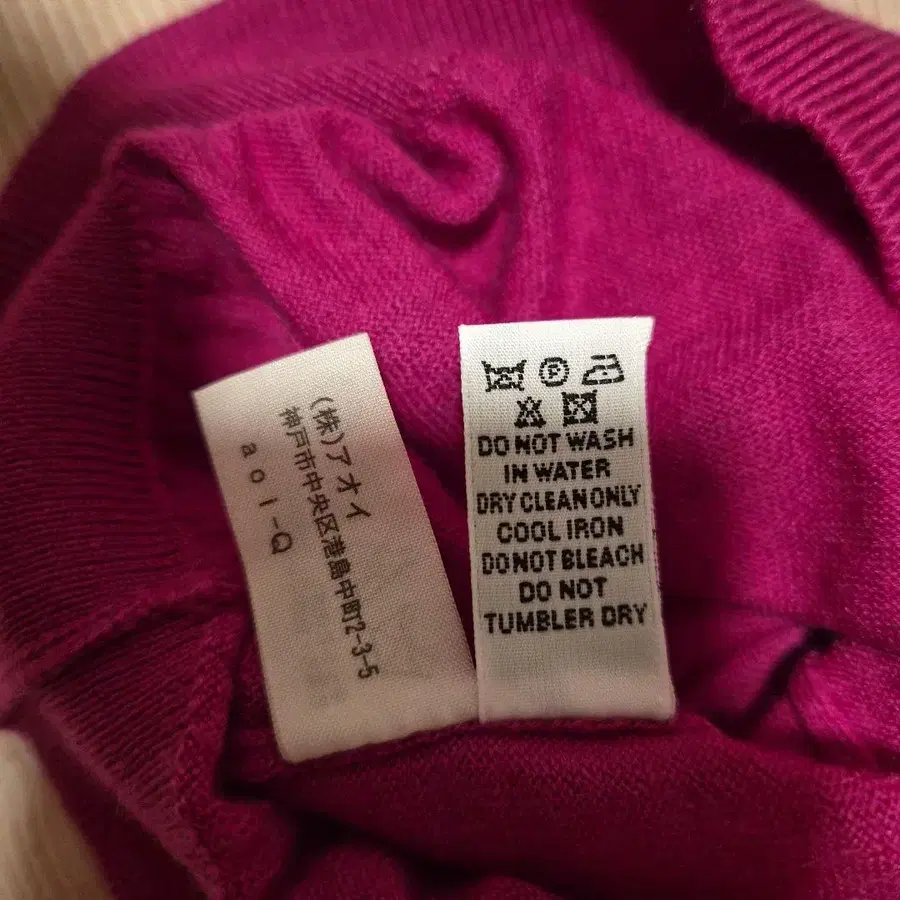 (株)アオイ
神戸市中央区港島中町2-3-5
aoI-Q
P
DO NOT WASH
IN WATER
DRY CLEAN ONLY
COOL IRON
DO NOT BLEACH
DO NOT
TUMBLER DRY